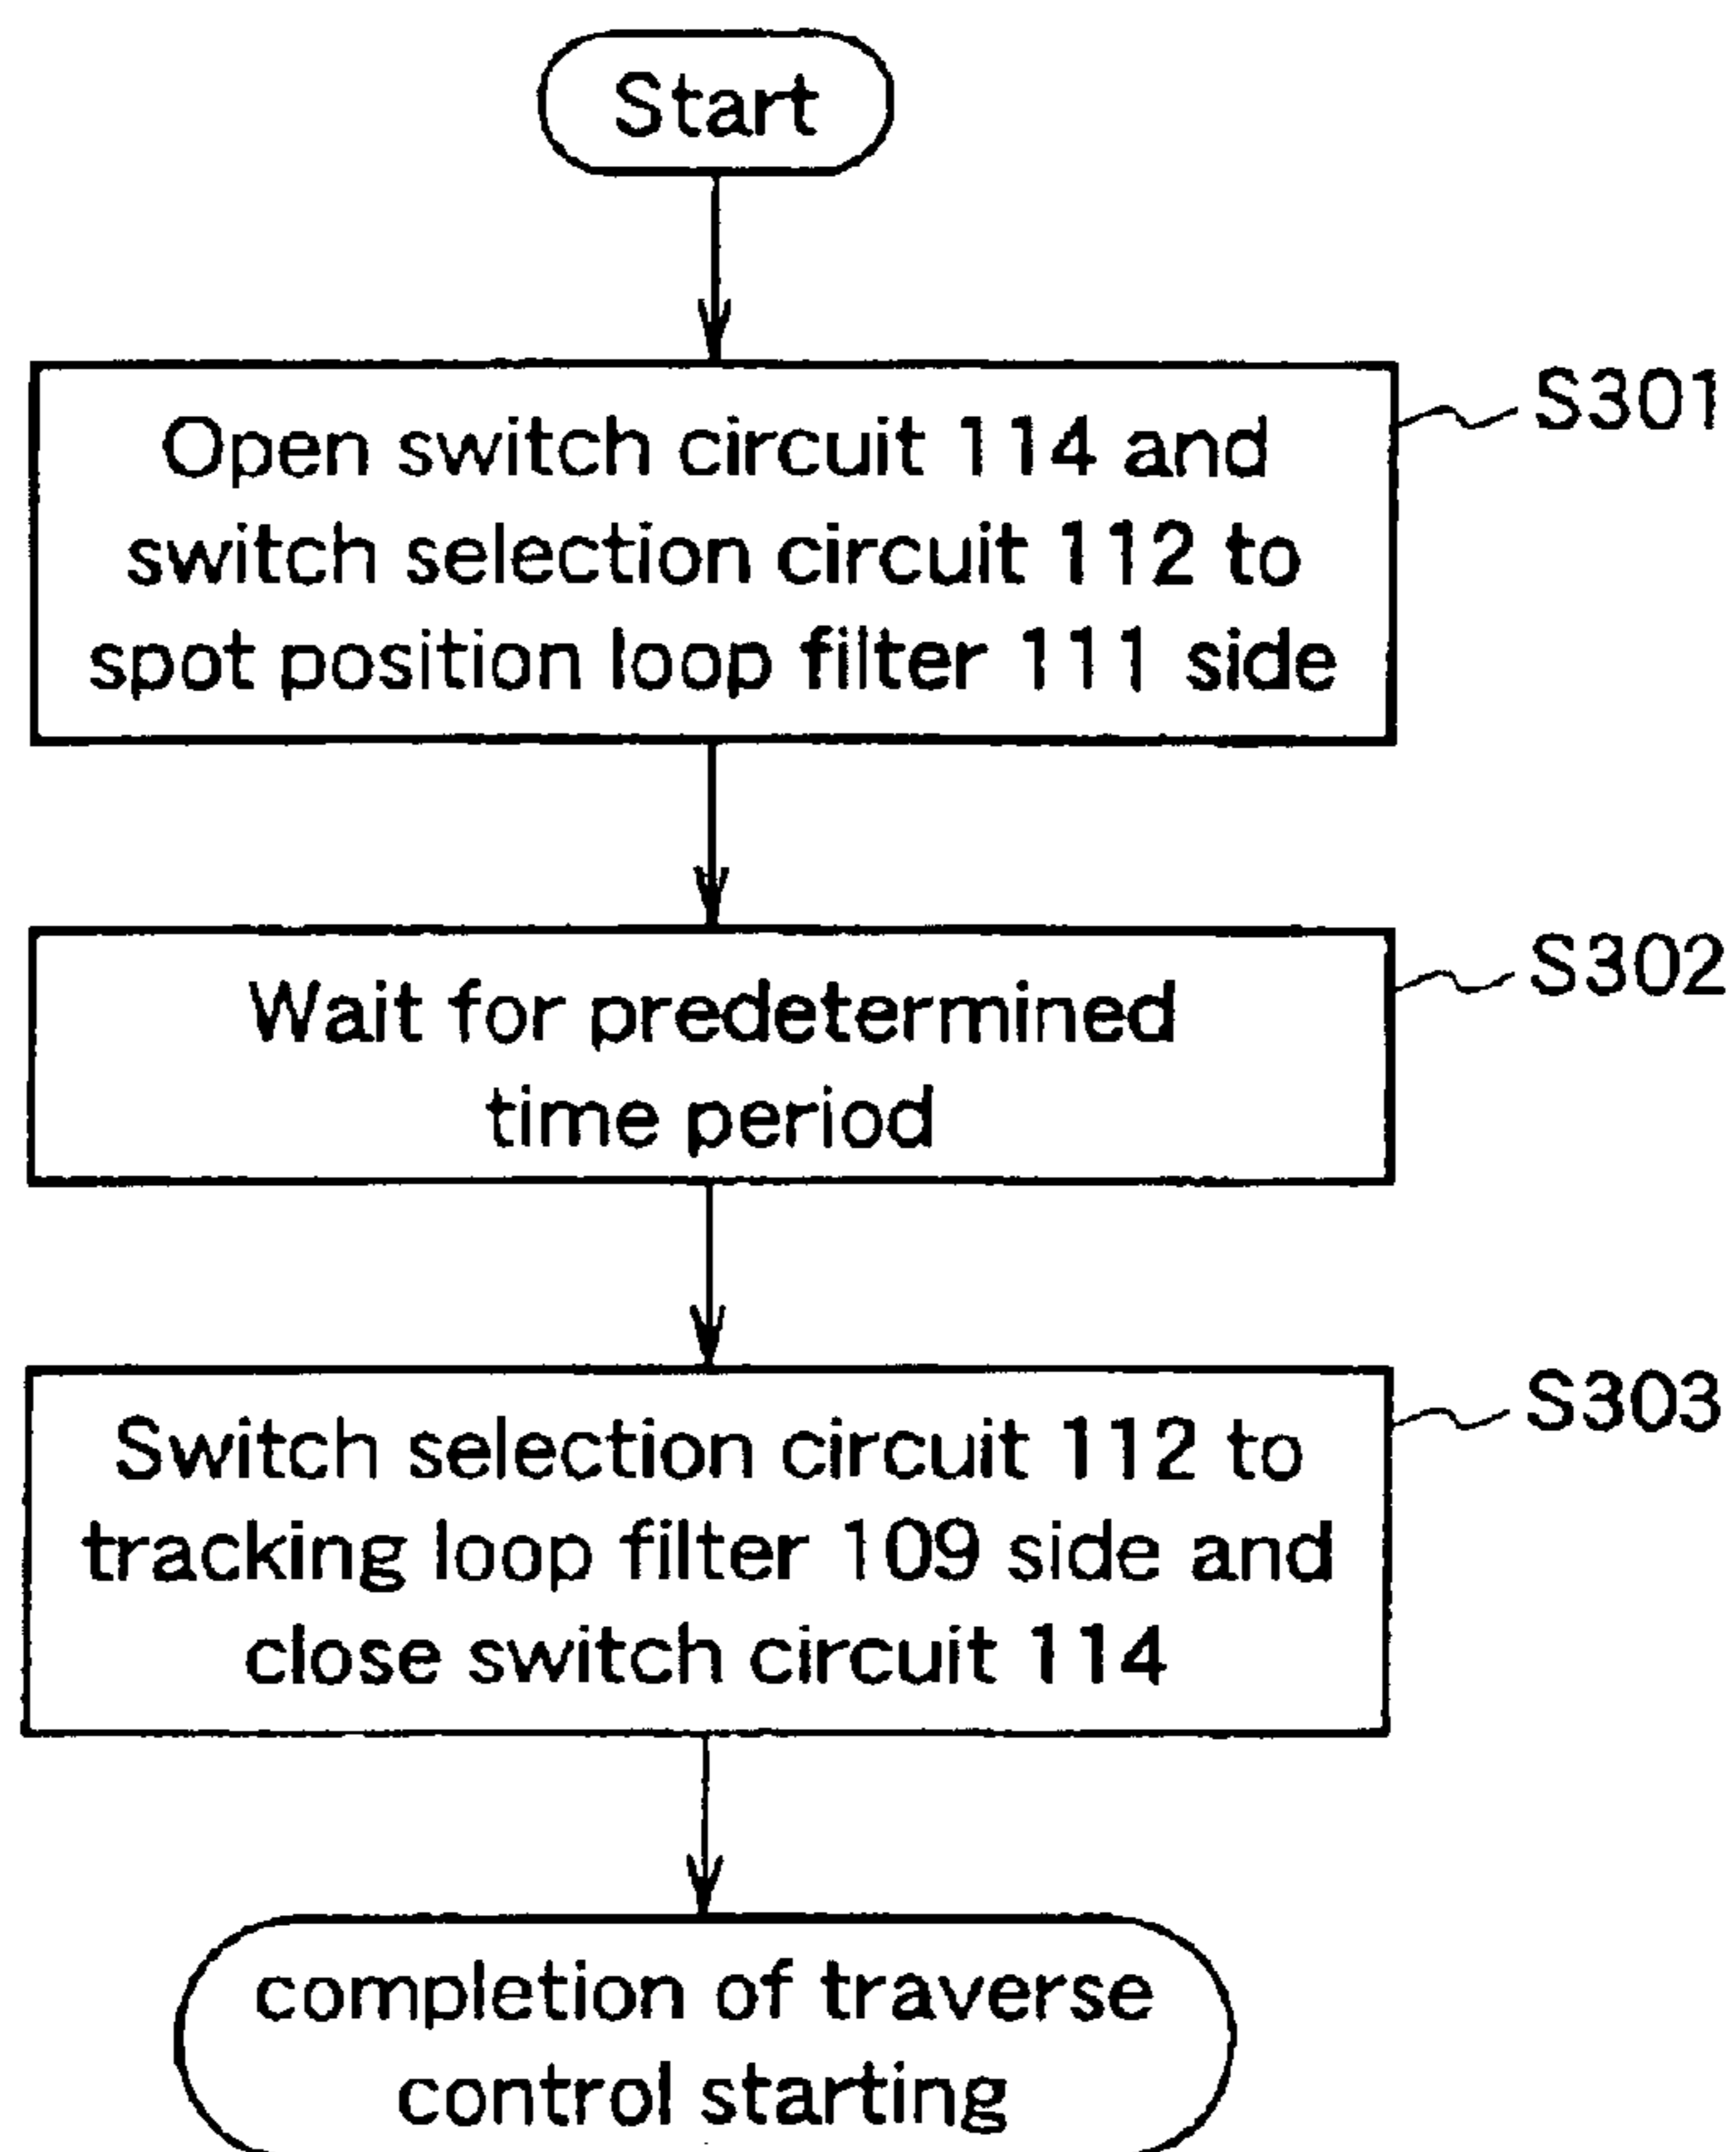 Start
Open switch circuit 114 and
S301
switch selection circuit 112 to
spot position loop filter 111 side
Wait for predetermined
S302
time period
Switch selection circuit 112 to
S303
tracking loop filter 109 side and
close switch circuit 114
completion of traverse
control starting